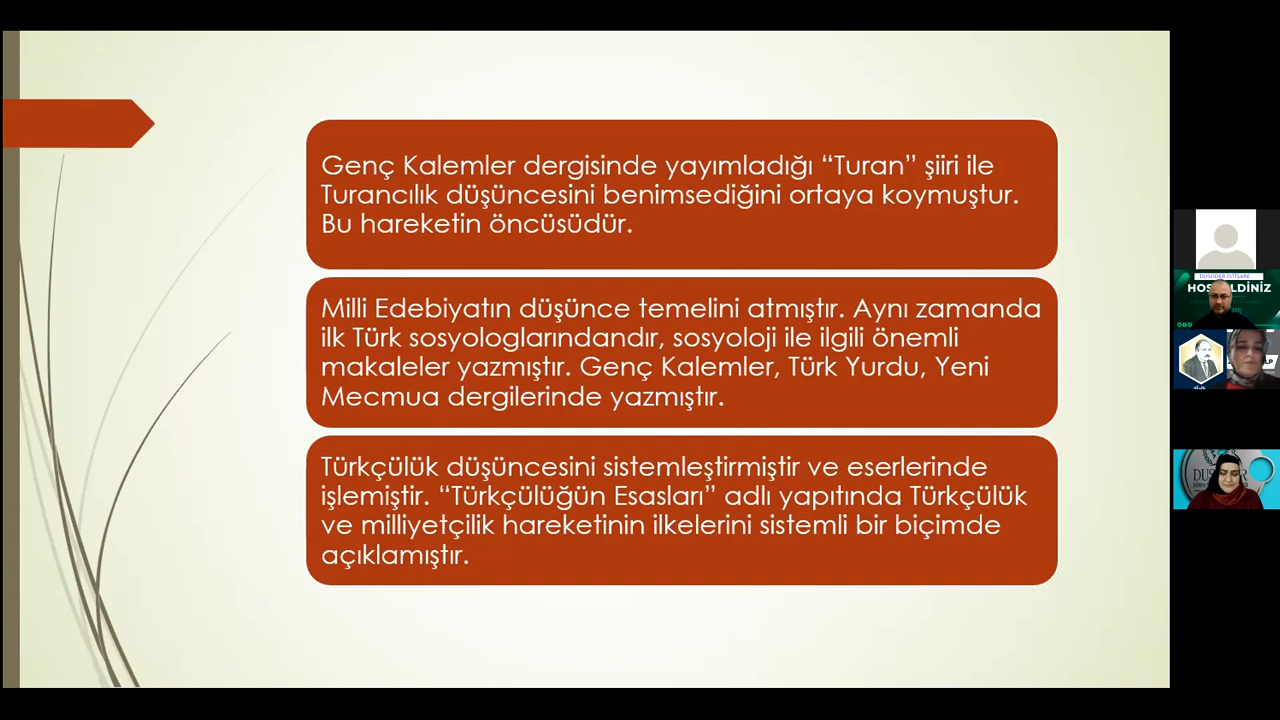 Genç Kalemler dergisinde yayımladığı “Turan” şiiri ile
Turancılık düşüncesini benimsediğini ortaya koymuştur.
Bu hareketin öncüsüdür.
Milli Edebiyatın düşünce temelini atmıştır. Aynı zamanda
ilk Türk sosyologlarındandır, sosyoloji ile ilgili önemli
makaleler yazmıştır. Genç Kalemler, Türk Yurdu, Yeni
Mecmua dergilerinde yazmıştır.
Türkçülük düşüncesini sistemleştirmiştir ve eserlerinde
işlemiştir. “Türkçülüğün Esasları” adlı yapıtında Türkçülük
ve milliyetçilik hareketinin ilkelerini sistemli bir biçimde
açıklamıştır.
DUSODER İSTİŞARE